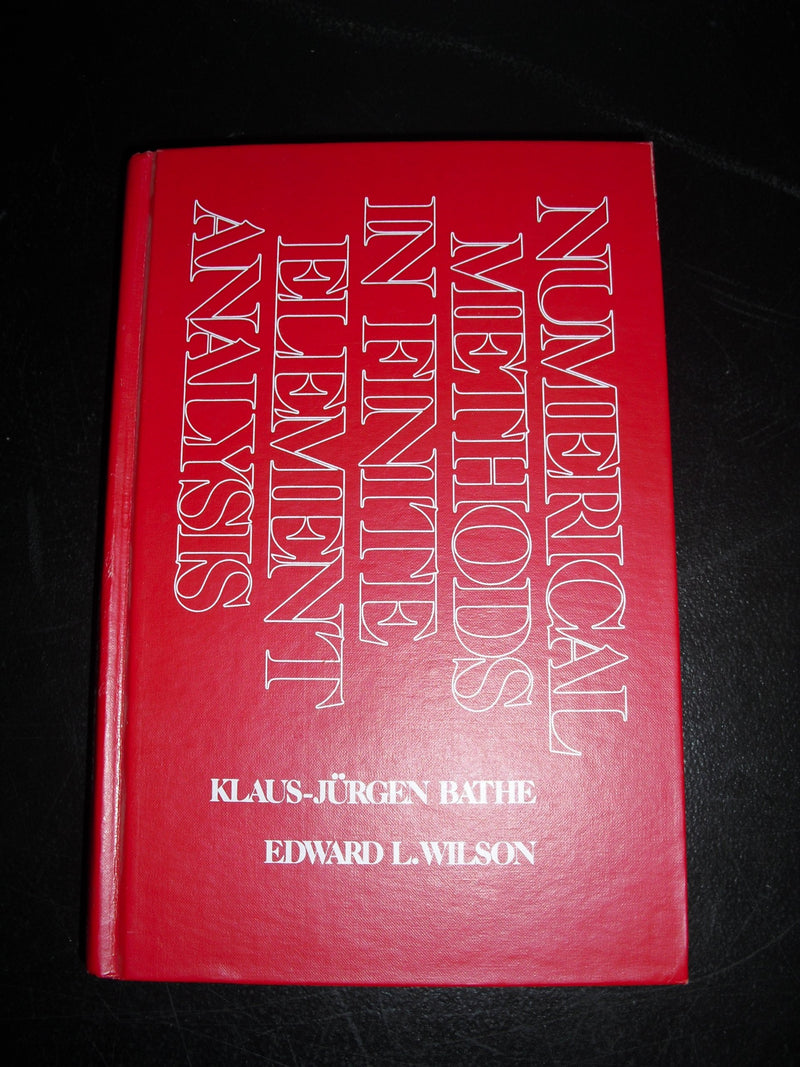 NUMERICAL
METHODS
IN FINITE
ELEMENT
ANALYSIS
KLAUS-JÜRGEN BATHE
EDWARD L. WILSON